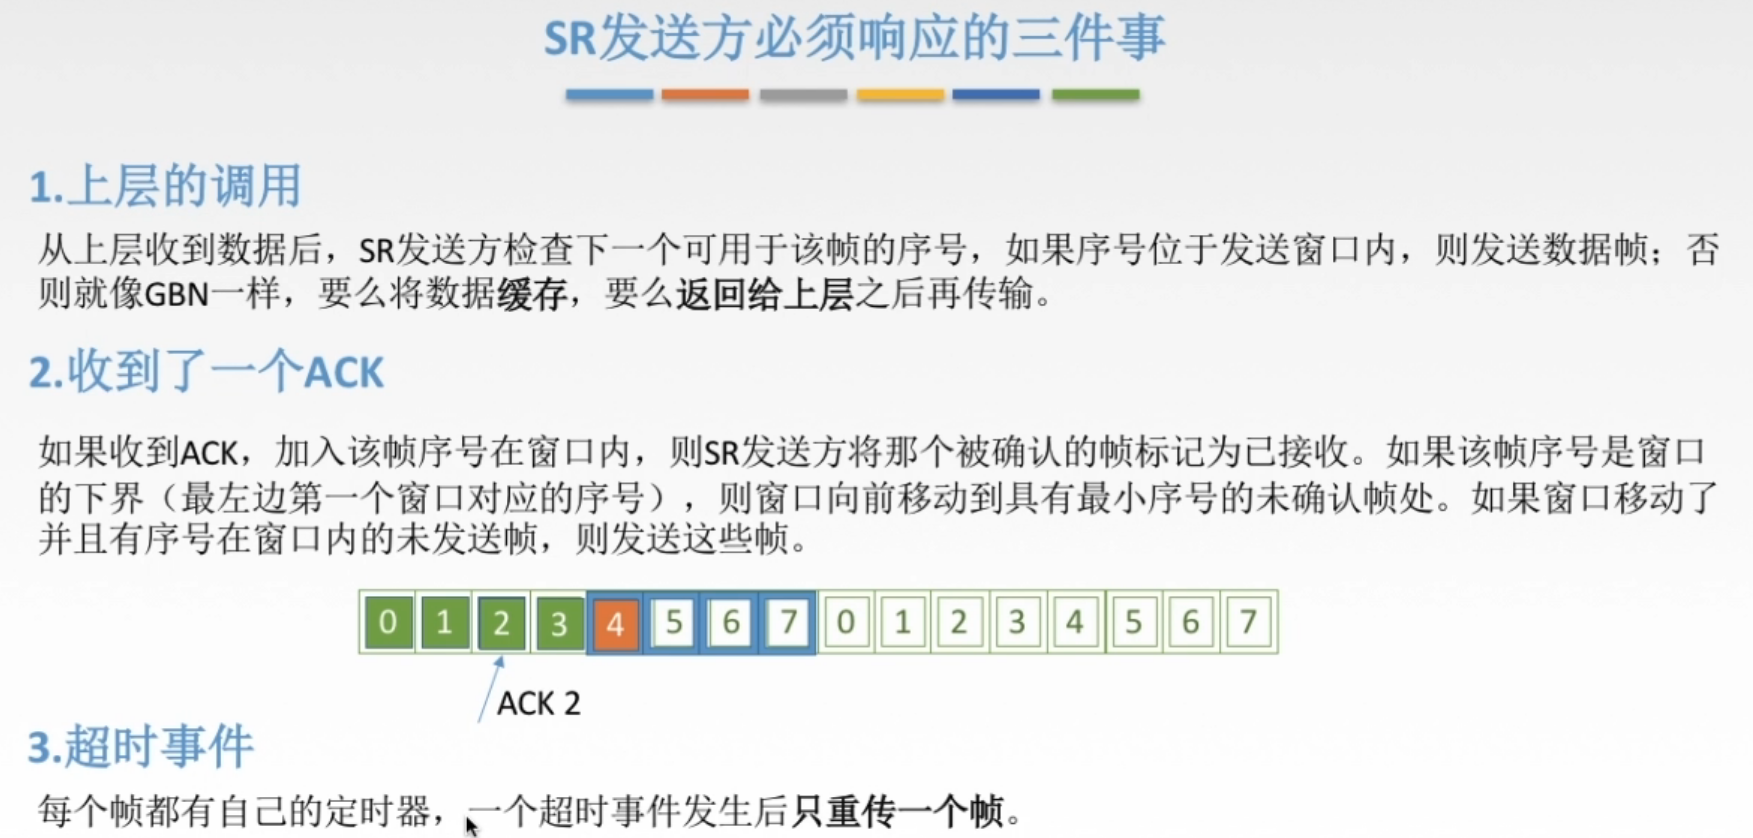 SR发送方必须响应的三件事
1.上层的调用
从上层收到数据后，SR发送方检查下一个可用于该帧的序号，如果序号位于发送窗口内，则发送数据帧；否
则就像GBN一样，要么将数据缓存，要么返回给上层之后再传输。
2.收到了一个ACK
如果收到ACK，加入该帧序号在窗口内，则SR发送方将那个被确认的帧标记为已接收。如果该帧序号是窗口
的下界（最左边第一个窗口对应的序号），则窗口向前移动到具有最小序号的未确认帧处。如果窗口移动了
并且有序号在窗口内的未发送帧，则发送这些帧。
0 1 2 3 4 5 6 7 0 1 2 3 4 5 6 7
ACK 2
3.超时事件
每个帧都有自己的定时器，一个超时事件发生后只重传一个帧。